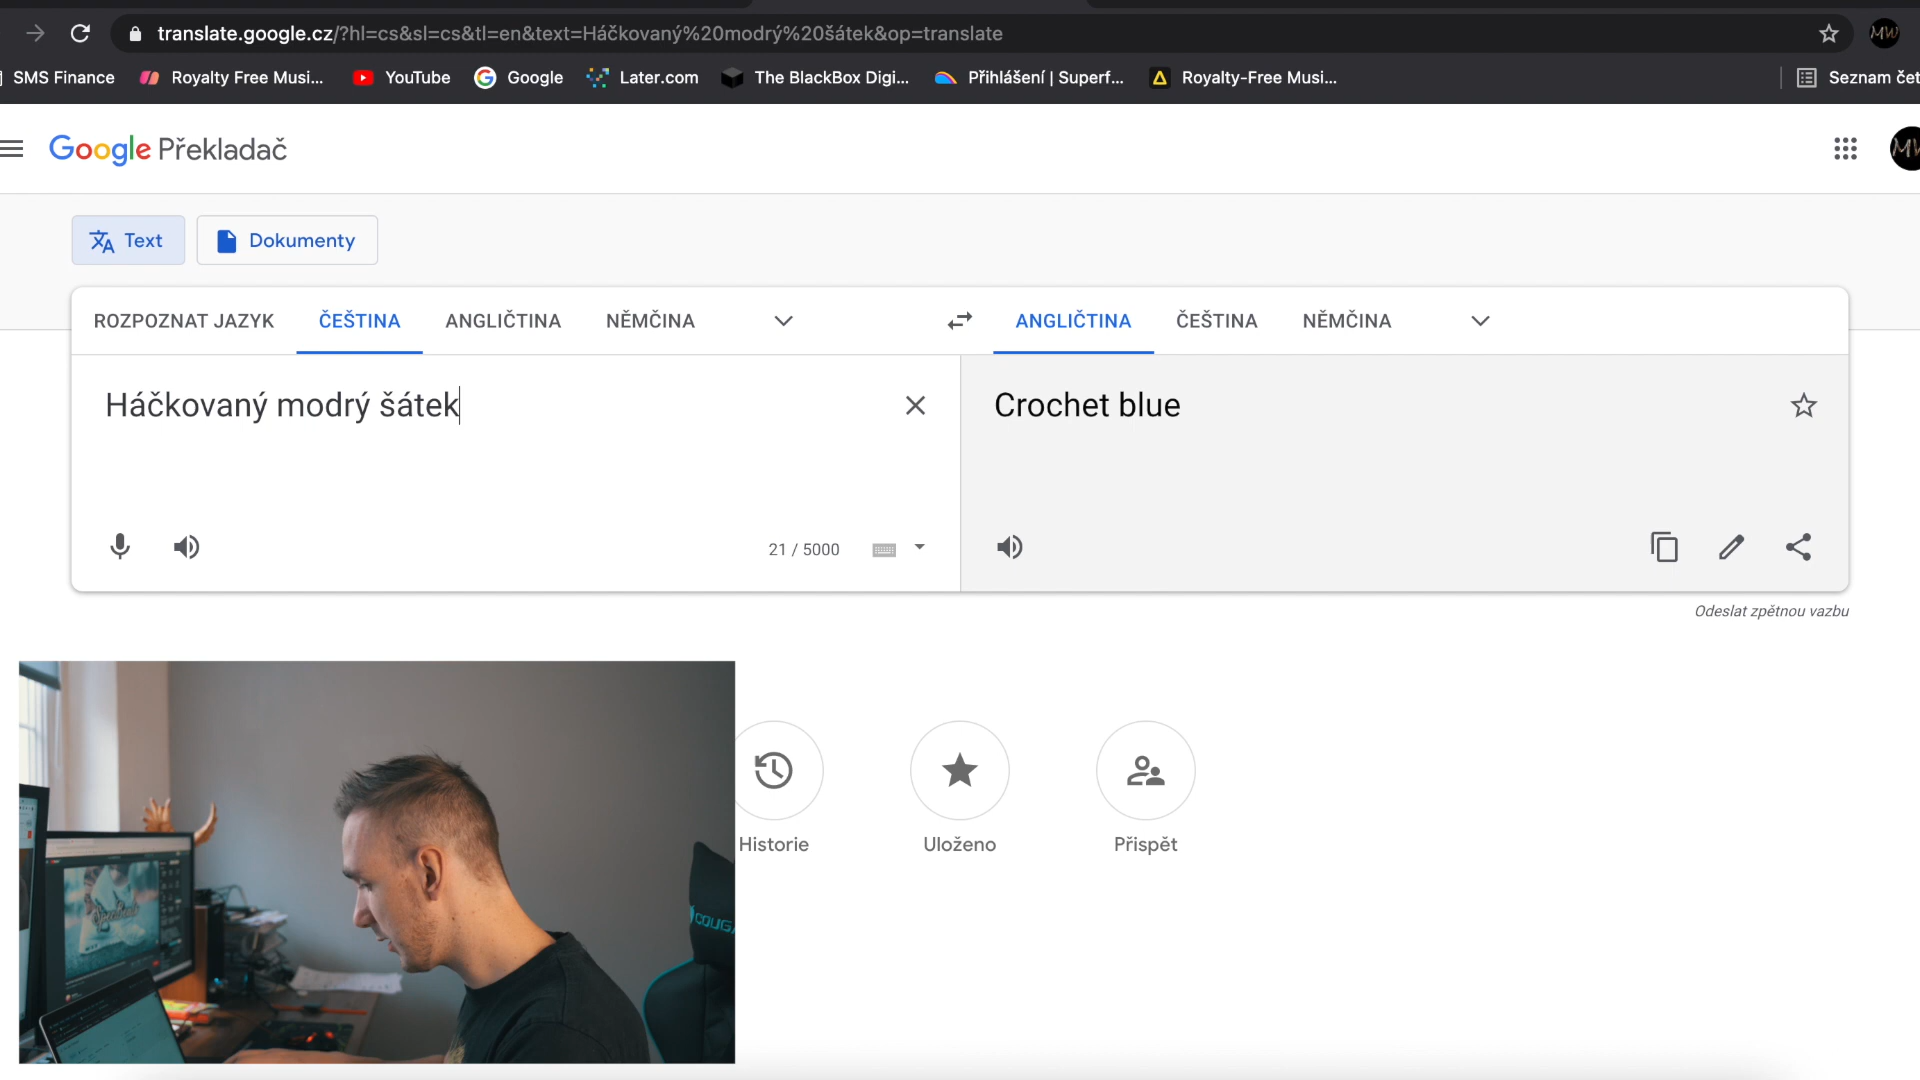 translate.google.cz/?hl=cs&sl=cs&tl=en&text=Háčkovaný%20modrý%20šátek&op=translate
MW
SMS Finance
Royalty Free Musi...
YouTube
Google
Later.com
The BlackBox Digi...
Přihlášení | Superf...
Royalty-Free Musi...
Seznam čet
Google Překladač
Text
Dokumenty
ROZPOZNAT JAZYK
ČEŠTINA
ANGLIČTINA
NĚMČINA
ANGLIČTINA
ČEŠTINA
NĚMČINA
Háčkovaný modrý šátek
Crochet blue
21 / 5000
Odeslat zpětnou vazbu
Historie
Uloženo
Přispět